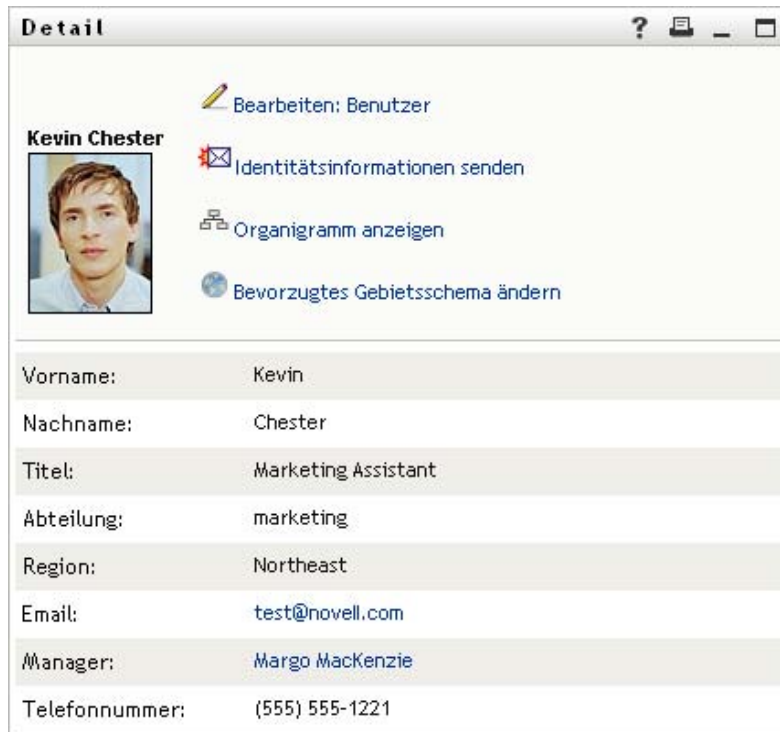 Detail
?
Bearbeiten: Benutzer
Kevin Chester
Identitätsinformationen senden
Organigramm anzeigen
Bevorzugtes Gebietsschema ändern
Vorname: Kevin
Nachname: Chester
Titel: Marketing Assistant
Abteilung: marketing
Region: Northeast
Email: test@novell.com
Manager: Margo MacKenzie
Telefonnummer: (555) 555-1221